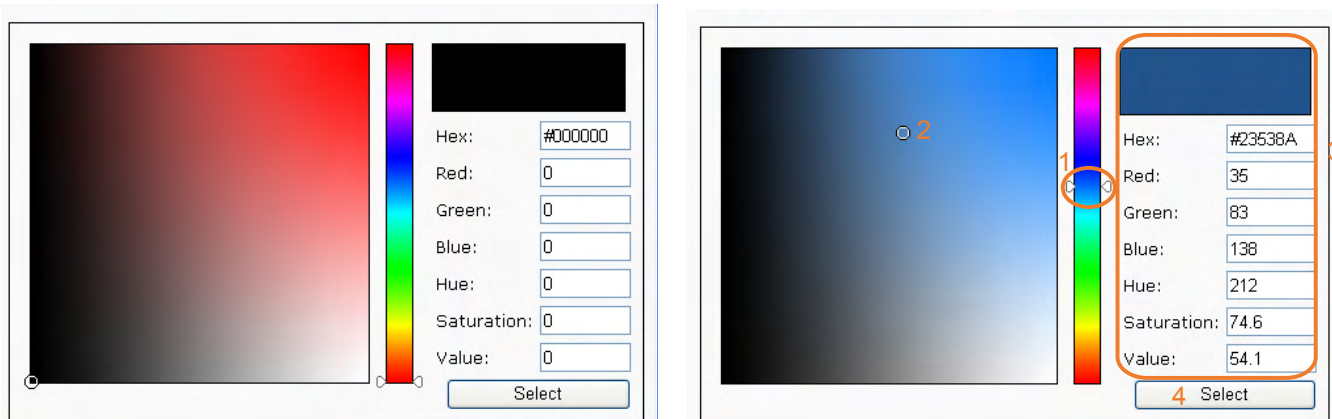 Hex: #000000
Red: 0
Green: 0
Blue: 0
Hue: 0
Saturation: 0
Value: 0
Select
2
1
Hex: #23538A
Red: 35
Green: 83
Blue: 138
Hue: 212
Saturation: 74.6
Value: 54.1
4 Select